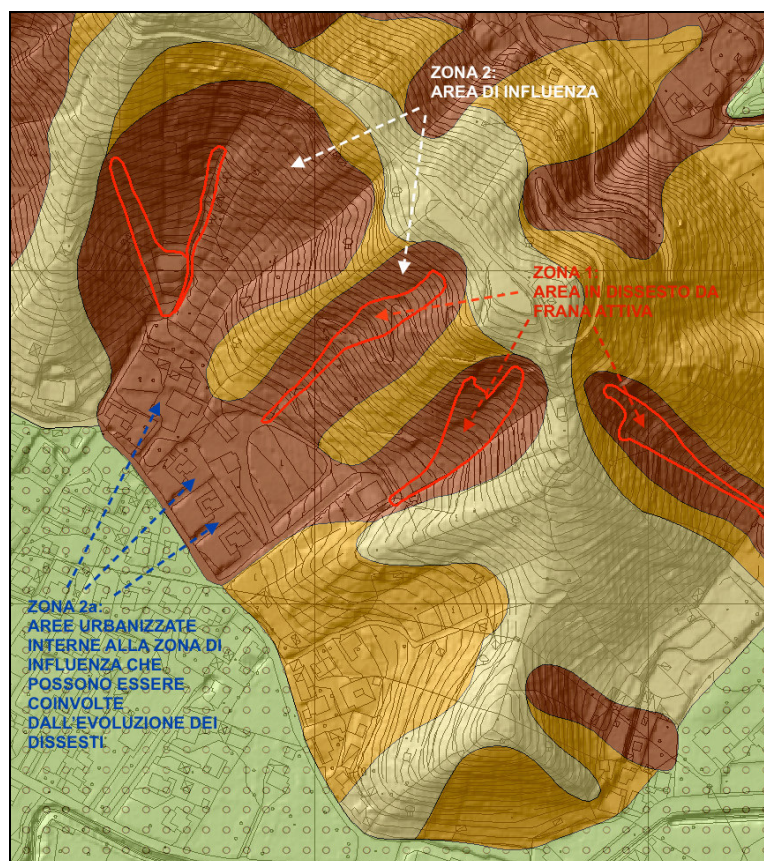 ZONA 2:
AREA DI INFLUENZA
ZONA 1:
AREA IN DISSESTO DA
FRANA ATTIVA
ZONA 2a:
AREE URBANIZZATE
INTERNE ALLA ZONA DI
INFLUENZA CHE
POSSONO ESSERE
COINVOLTE
DALL'EVOLUZIONE DEI
DISSESTI